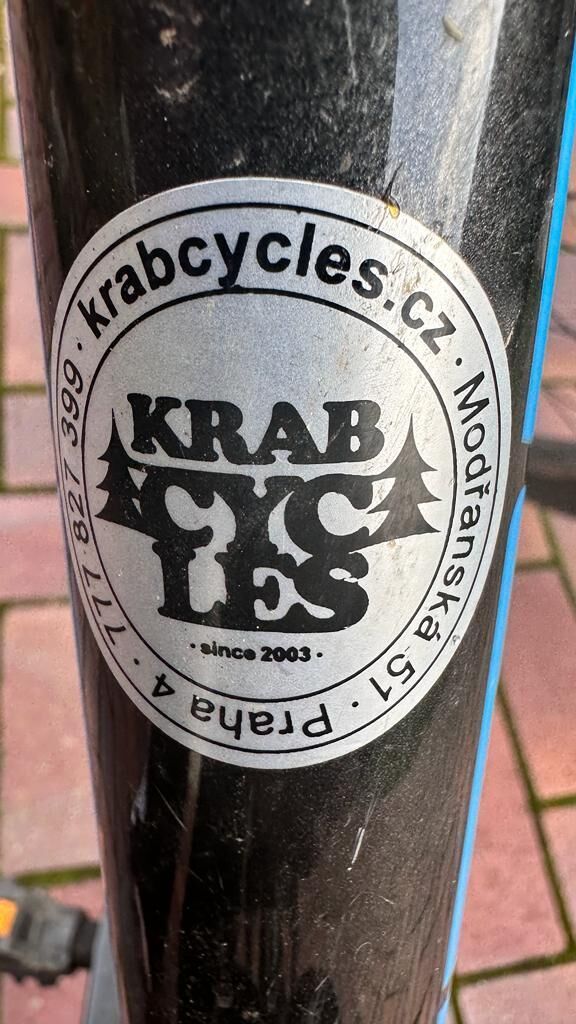 krabcycles.cz · Modřanská 51 · Praha 4 · 777 827 399 ·
KRAB
CYC
LES
· since 2003 ·